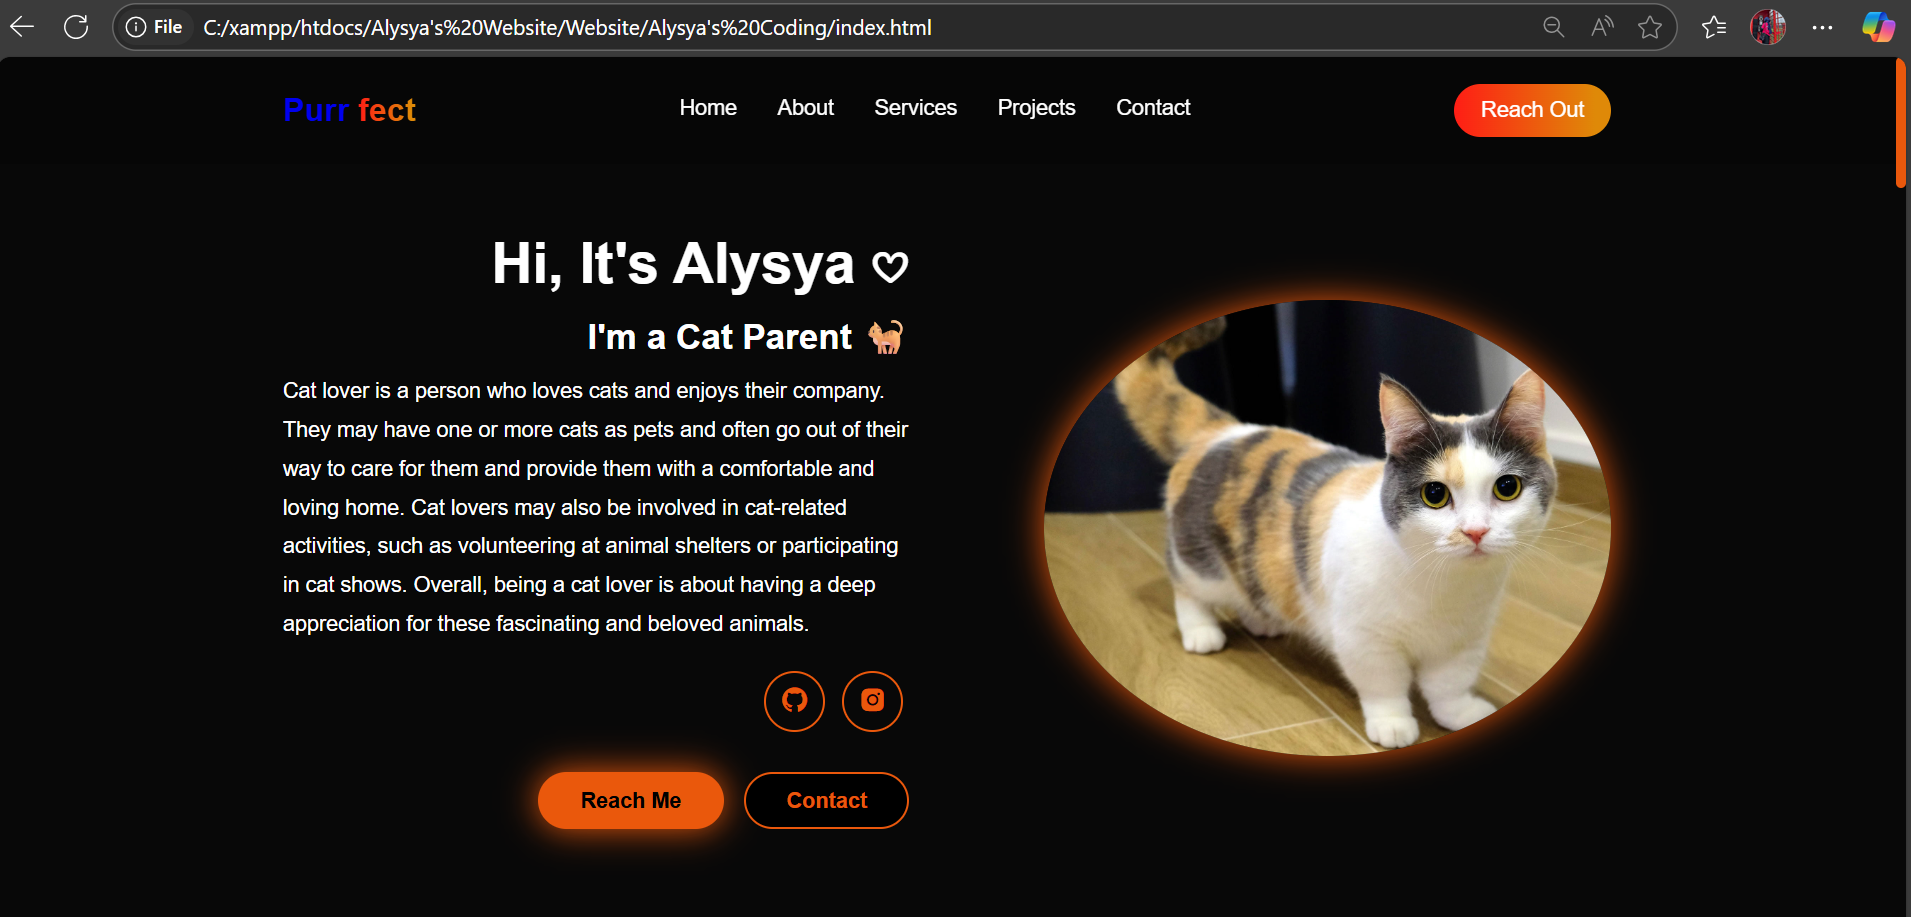 File C:/xampp/htdocs/Alysya's%20Website/Website/Alysya's%20Coding/index.html
Purr fect Home About Services Projects Contact Reach Out
Hi, It's Alysya
I'm a Cat Parent
Cat lover is a person who loves cats and enjoys their company.
They may have one or more cats as pets and often go out of their
way to care for them and provide them with a comfortable and
loving home. Cat lovers may also be involved in cat-related
activities, such as volunteering at animal shelters or participating
in cat shows. Overall, being a cat lover is about having a deep
appreciation for these fascinating and beloved animals.
Reach Me Contact